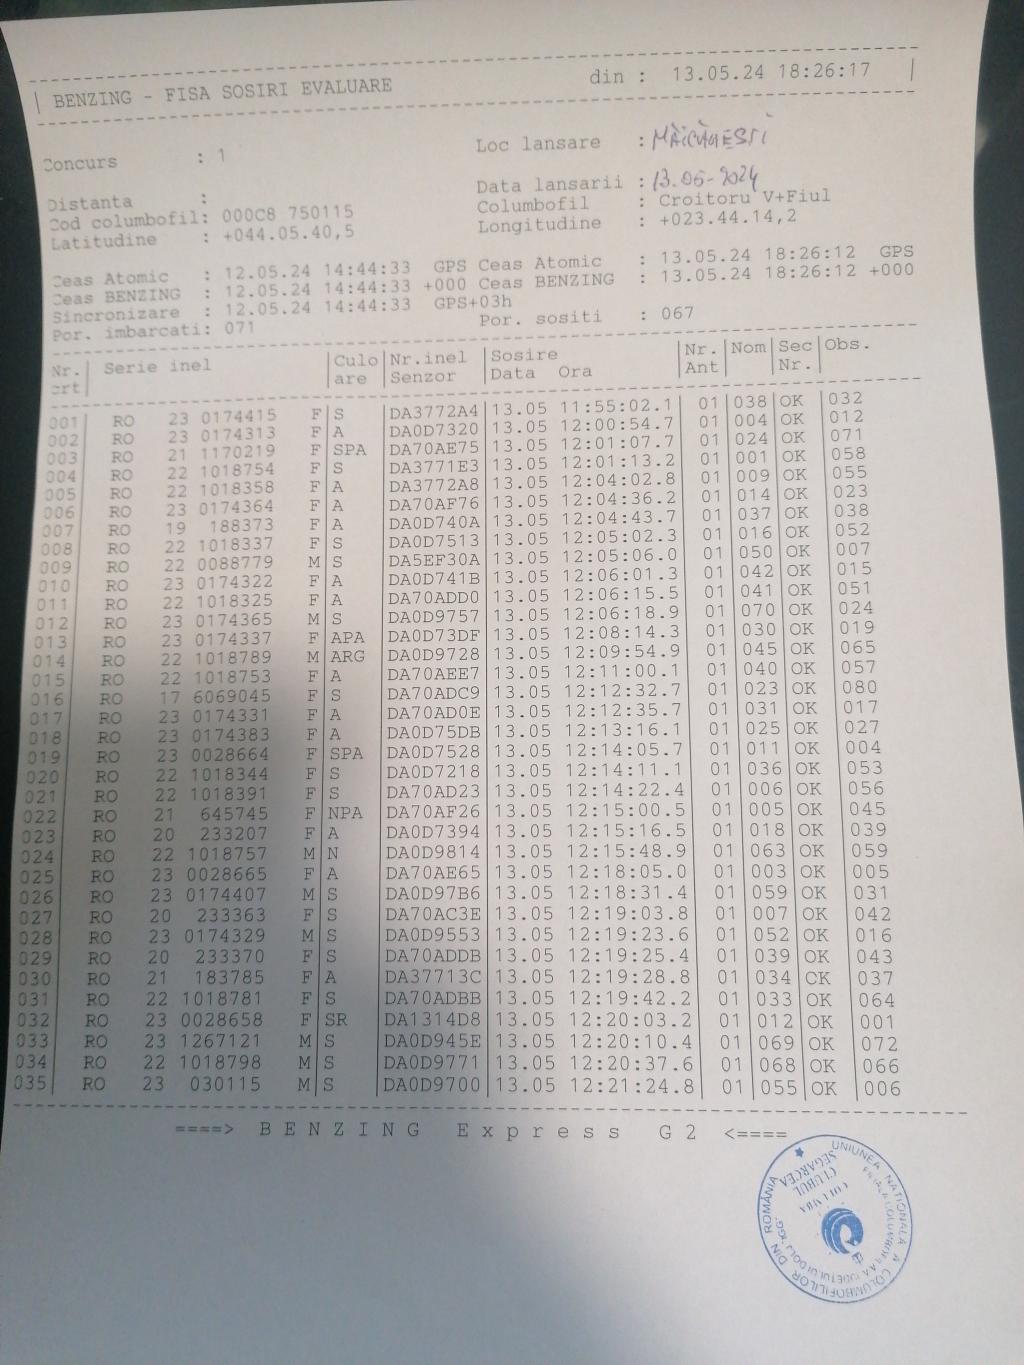 BENZING - FISA SOSIRI EVALUARE din : 13.05.24 18:26:17
Concurs : 1 Loc lansare :
Distanta : Data lansarii : 13.05-2024
Cod columbofil: 000C8 750115 Columbofil : Croitoru V+Fiul
Latitudine : +044.05.40,5 Longitudine : +023.44.14,2
Ceas Atomic : 12.05.24 14:44:33 GPS Ceas Atomic : 13.05.24 18:26:12 GPS
Ceas BENZING : 12.05.24 14:44:33 +000 Ceas BENZING : 13.05.24 18:26:12 +000
Sincronizare : 12.05.24 14:44:33 GPS+03h
Por. imbarcati: 071 Por. sositi : 067
Nr. Serie inel Culo Nr.inel Sosire Nr. Nom Sec Obs.
crt are Senzor Data Ora Ant Nr.
001 RO 23 0174415 F S DA3772A4 13.05 11:55:02.1 01 038 OK 032
002 RO 23 0174313 F A DA0D7320 13.05 12:00:54.7 01 004 OK 012
003 RO 21 1170219 F SPA DA70AE75 13.05 12:01:07.7 01 024 OK 071
004 RO 22 1018754 F S DA3771E3 13.05 12:01:13.2 01 001 OK 058
005 RO 22 1018358 F A DA3772A8 13.05 12:04:02.8 01 009 OK 055
006 RO 23 0174364 F A DA70AF76 13.05 12:04:36.2 01 014 OK 023
007 RO 19 188373 F A DA0D740A 13.05 12:04:43.7 01 037 OK 038
008 RO 22 1018337 F S DA0D7513 13.05 12:05:02.3 01 016 OK 052
009 RO 22 0088779 M S DA5EF30A 13.05 12:05:06.0 01 050 OK 007
010 RO 23 0174322 F A DA0D741B 13.05 12:06:01.3 01 042 OK 015
011 RO 22 1018325 F A DA70ADD0 13.05 12:06:15.5 01 041 OK 051
012 RO 23 0174365 M S DA0D9757 13.05 12:06:18.9 01 070 OK 024
013 RO 23 0174337 F APA DA0D73DF 13.05 12:08:14.3 01 030 OK 019
014 RO 22 1018789 M ARG DA0D9728 13.05 12:09:54.9 01 045 OK 065
015 RO 22 1018753 F A DA70AEE7 13.05 12:11:00.1 01 040 OK 057
016 RO 17 6069045 F S DA70ADC9 13.05 12:12:32.7 01 023 OK 080
017 RO 23 0174331 F A DA70AD0E 13.05 12:12:35.7 01 031 OK 017
018 RO 23 0174383 F A DA0D75DB 13.05 12:13:16.1 01 025 OK 027
019 RO 23 0028664 F SPA DA0D7528 13.05 12:14:05.7 01 011 OK 004
020 RO 22 1018344 F S DA0D7218 13.05 12:14:11.1 01 036 OK 053
021 RO 22 1018391 F S DA70AD23 13.05 12:14:22.4 01 006 OK 056
022 RO 21 645745 F NPA DA70AF26 13.05 12:15:00.5 01 005 OK 045
023 RO 20 233207 F A DA0D7394 13.05 12:15:16.5 01 018 OK 039
024 RO 22 1018757 M N DA0D9814 13.05 12:15:48.9 01 063 OK 059
025 RO 23 0028665 F A DA70AE65 13.05 12:18:05.0 01 003 OK 005
026 RO 23 0174407 M S DA0D97B6 13.05 12:18:31.4 01 059 OK 031
027 RO 20 233363 F S DA70AC3E 13.05 12:19:03.8 01 007 OK 042
028 RO 23 0174329 M S DA0D9553 13.05 12:19:23.6 01 052 OK 016
029 RO 20 233370 F S DA70ADDB 13.05 12:19:25.4 01 039 OK 043
030 RO 21 183785 F A DA37713C 13.05 12:19:28.8 01 034 OK 037
031 RO 22 1018781 F S DA70ADBB 13.05 12:19:42.2 01 033 OK 064
032 RO 23 0028658 F SR DA1314D8 13.05 12:20:03.2 01 012 OK 001
033 RO 23 1267121 M S DA0D945E 13.05 12:20:10.4 01 069 OK 072
034 RO 22 1018798 M S DA0D9771 13.05 12:20:37.6 01 068 OK 066
035 RO 23 030115 M S DA0D9700 13.05 12:21:24.8 01 055 OK 006
====> BENZING Express G2 <====
UNIUNEA NATIONALA A COLUMBOFILILOR DIN ROMÂNIA
CLUBUL
SEGARCEA